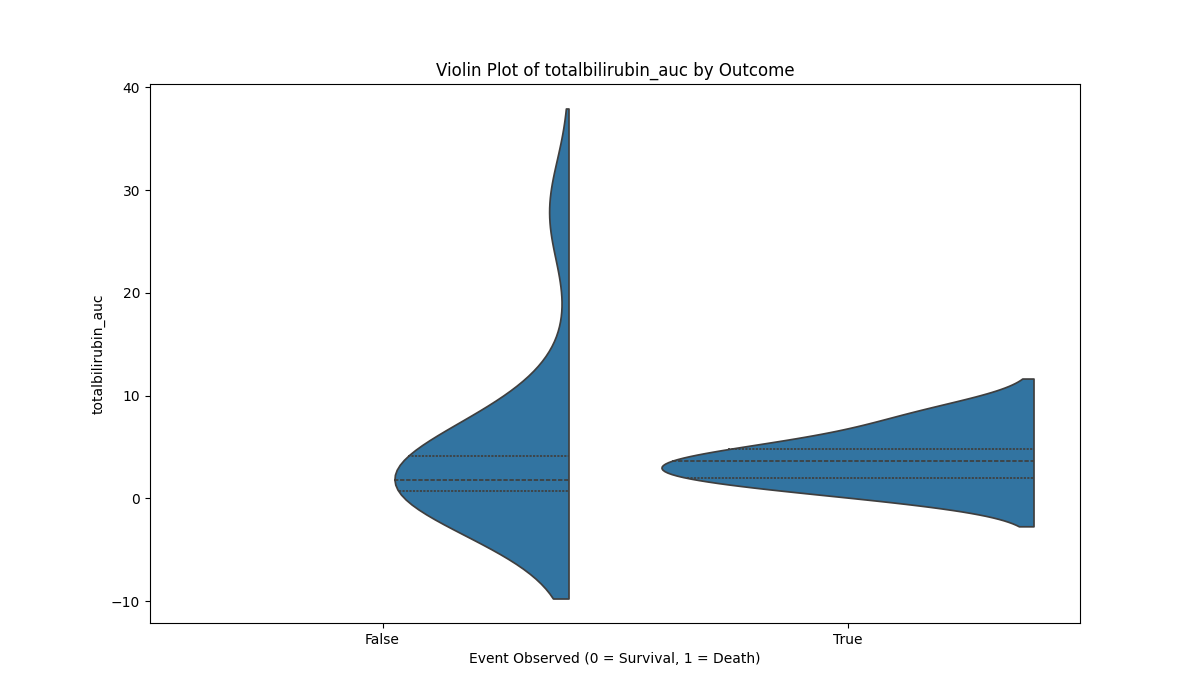 Violin Plot of totalbilirubin_auc by Outcome
40
30
20
10
0
−10
totalbilirubin_auc
False
True
Event Observed (0 = Survival, 1 = Death)